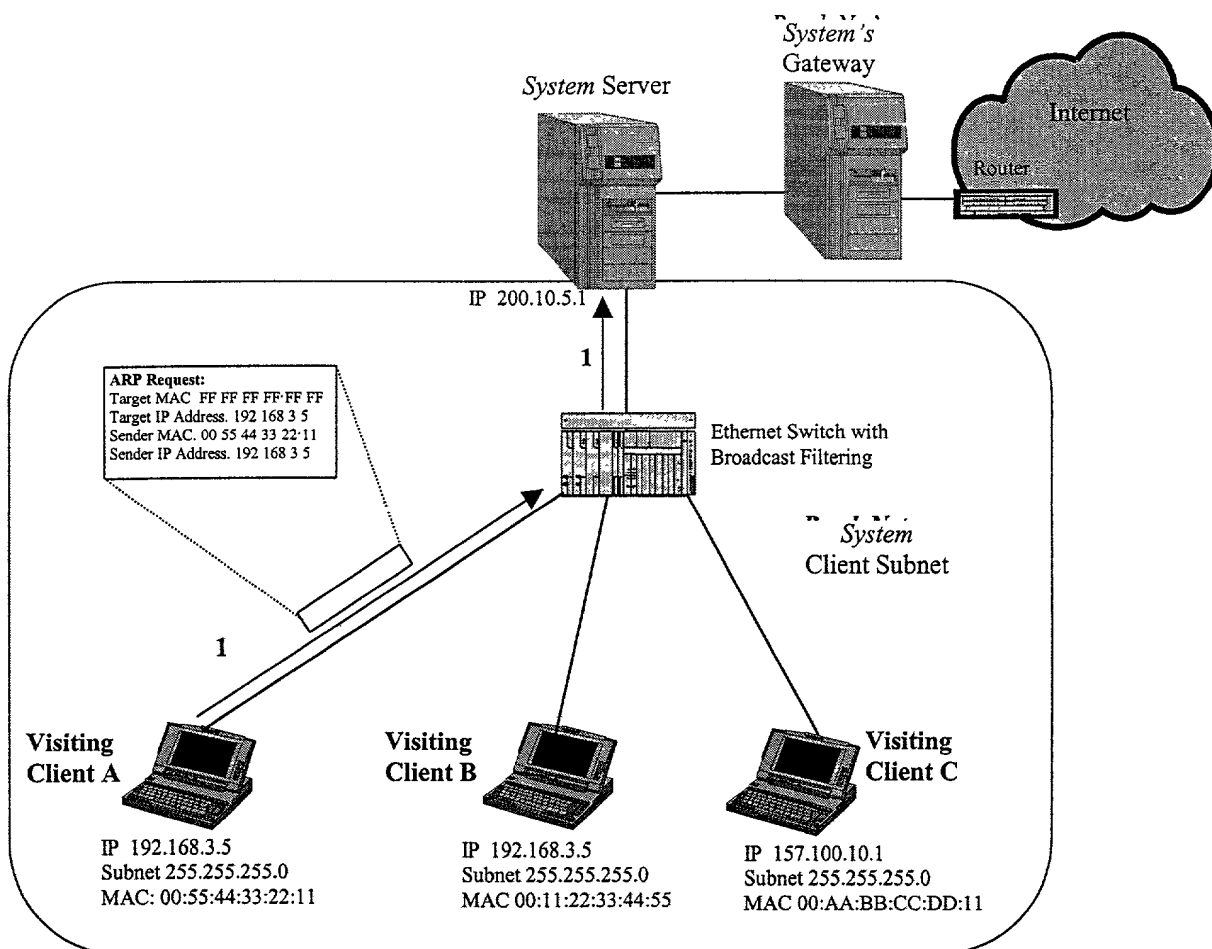 System's
Gateway
System Server
Internet
Router
IP 200.10.5.1
1
ARP Request:
Target MAC FF FF FF FF·FF FF
Target IP Address. 192 168 3 5
Sender MAC. 00 55 44 33 22·11
Sender IP Address. 192 168 3 5
Ethernet Switch with
Broadcast Filtering
System
Client Subnet
1
Visiting
Client A
Visiting
Client B
Visiting
Client C
IP 192.168.3.5
Subnet 255.255.255.0
MAC: 00:55:44:33:22:11
IP 192.168.3.5
Subnet 255.255.255.0
MAC 00:11:22:33:44:55
IP 157.100.10.1
Subnet 255.255.255.0
MAC 00:AA:BB:CC:DD:11